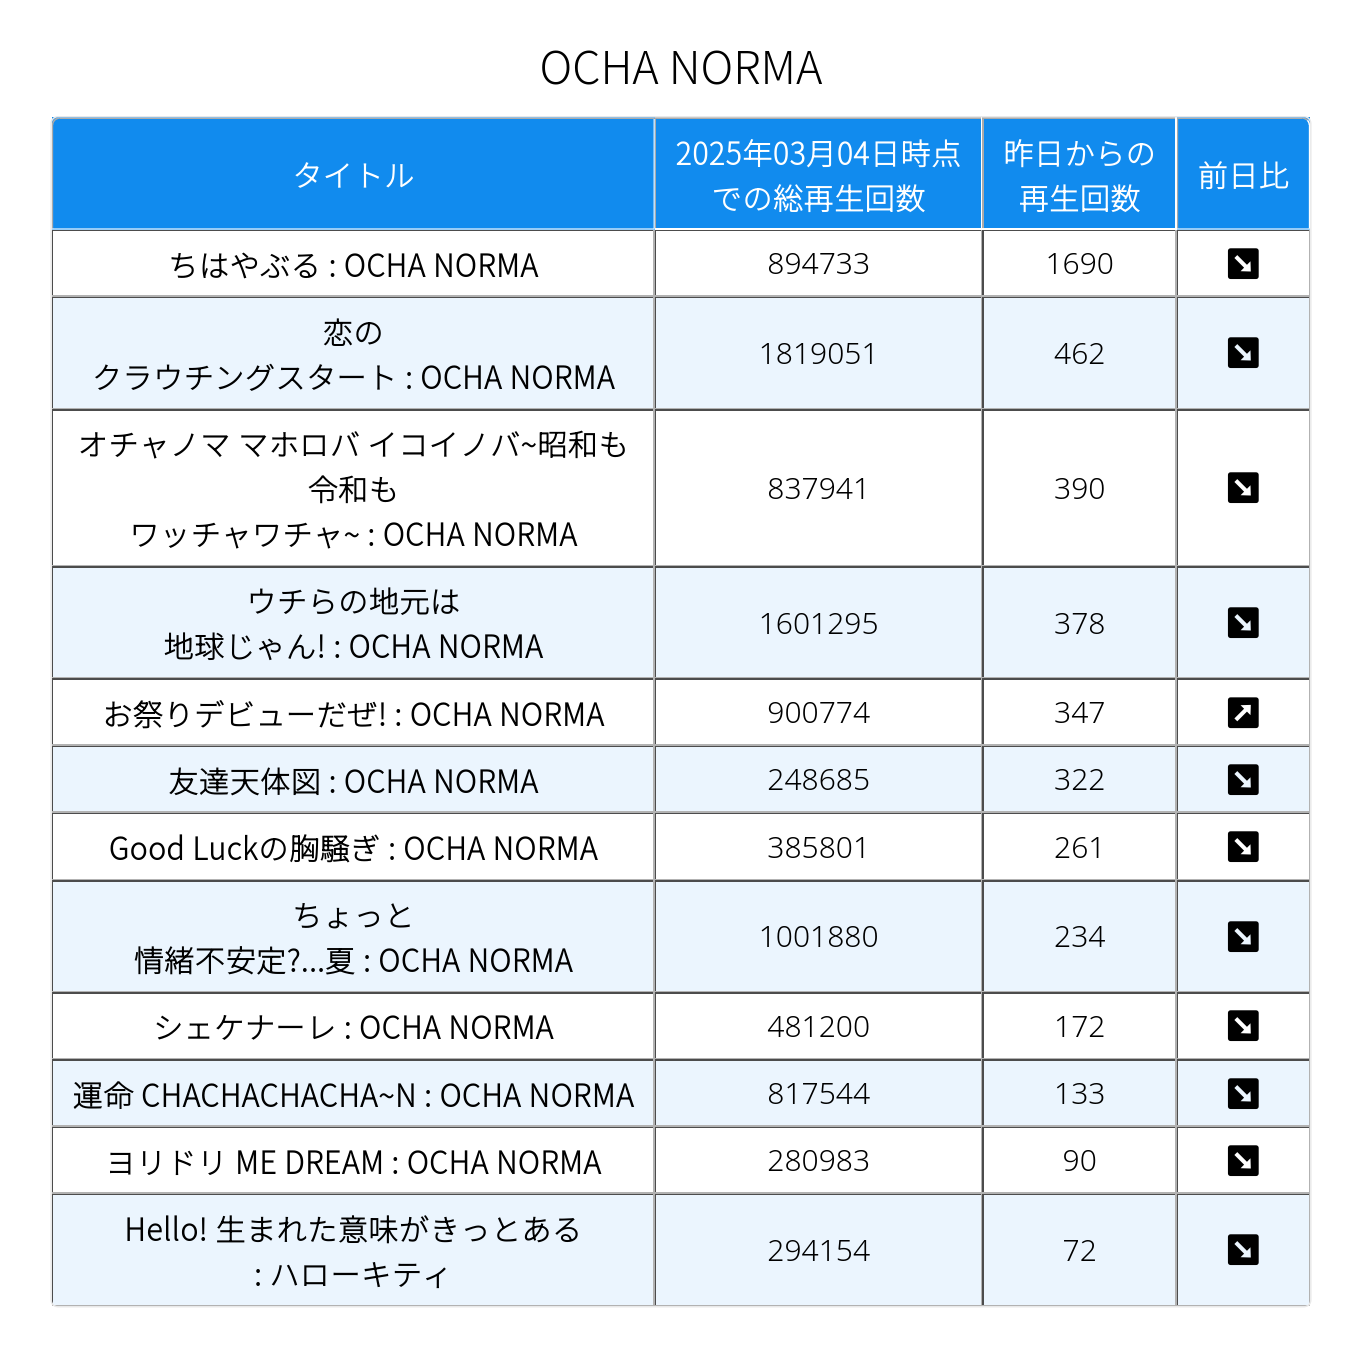 OCHA NORMA
タイトル
2025年03月04日時点
での総再生回数
昨日からの
再生回数
前日比
ちはやぶる : OCHA NORMA
894733
1690
恋の
クラウチングスタート : OCHA NORMA
1819051
462
オチャノマ マホロバ イコイノバ~昭和も
令和も
ワッチャワチャ~ : OCHA NORMA
837941
390
ウチらの地元は
地球じゃん! : OCHA NORMA
1601295
378
お祭りデビューだぜ! : OCHA NORMA
900774
347
友達天体図 : OCHA NORMA
248685
322
Good Luckの胸騒ぎ : OCHA NORMA
385801
261
ちょっと
情緒不安定?...夏 : OCHA NORMA
1001880
234
シェケナーレ : OCHA NORMA
481200
172
運命 CHACHACHACHA~N : OCHA NORMA
817544
133
ヨリドリ ME DREAM : OCHA NORMA
280983
90
Hello! 生まれた意味がきっとある
: ハローキティ
294154
72